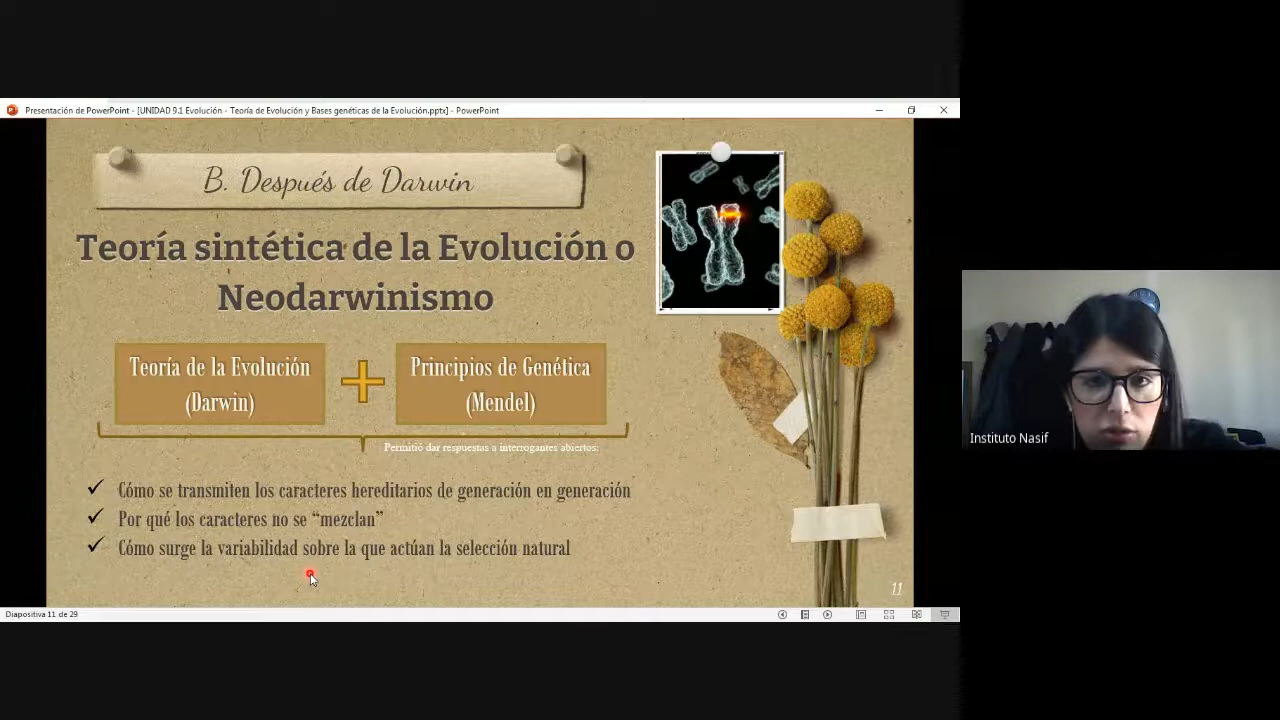 Presentación de PowerPoint - [UNIDAD 9.1 Evolución - Teoría de Evolución y Bases genéticas de la Evolución.pptx] - PowerPoint
B. Después de Darwin
Teoría sintética de la Evolución o
Neodarwinismo
Teoría de la Evolución
(Darwin)
Principios de Genética
(Mendel)
Permitió dar respuestas a interrogantes abiertos:
✓ Cómo se transmiten los caracteres hereditarios de generación en generación
✓ Por qué los caracteres no se “mezclan”
✓ Cómo surge la variabilidad sobre la que actúan la selección natural
11
Diapositiva 11 de 29
Instituto Nasif